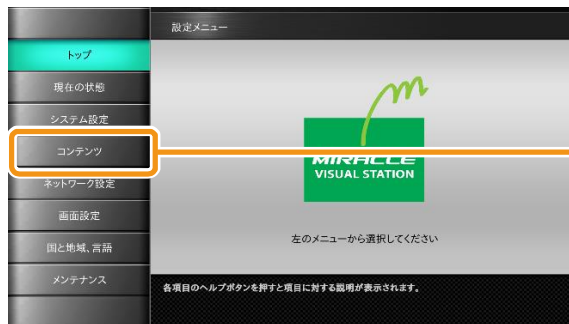 設定メニュー
トップ
現在の状態
システム設定
コンテンツ
ネットワーク設定
画面設定
国と地域、言語
メンテナンス
MIRACLE
VISUAL STATION
左のメニューから選択してください
各項目のヘルプボタンを押すと項目に対する説明が表示されます。